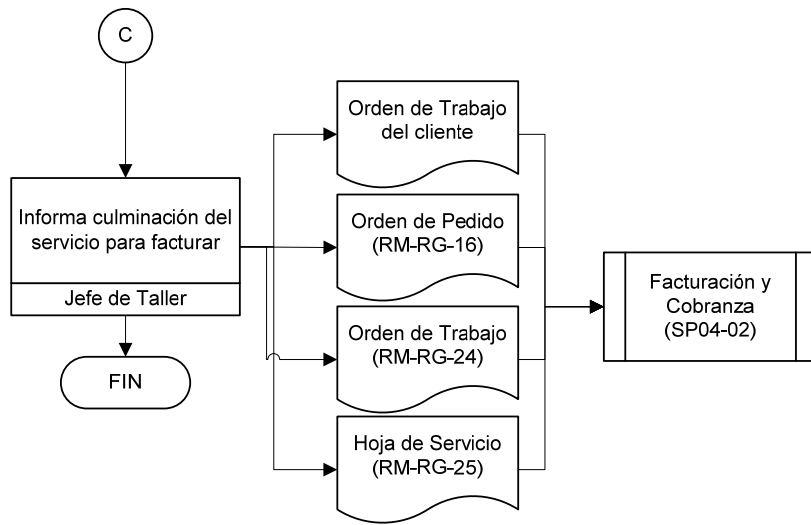 C
Informa culminación del
servicio para facturar
Jefe de Taller
FIN
Orden de Trabajo
del cliente
Orden de Pedido
(RM-RG-16)
Orden de Trabajo
(RM-RG-24)
Hoja de Servicio
(RM-RG-25)
Facturación y
Cobranza
(SP04-02)